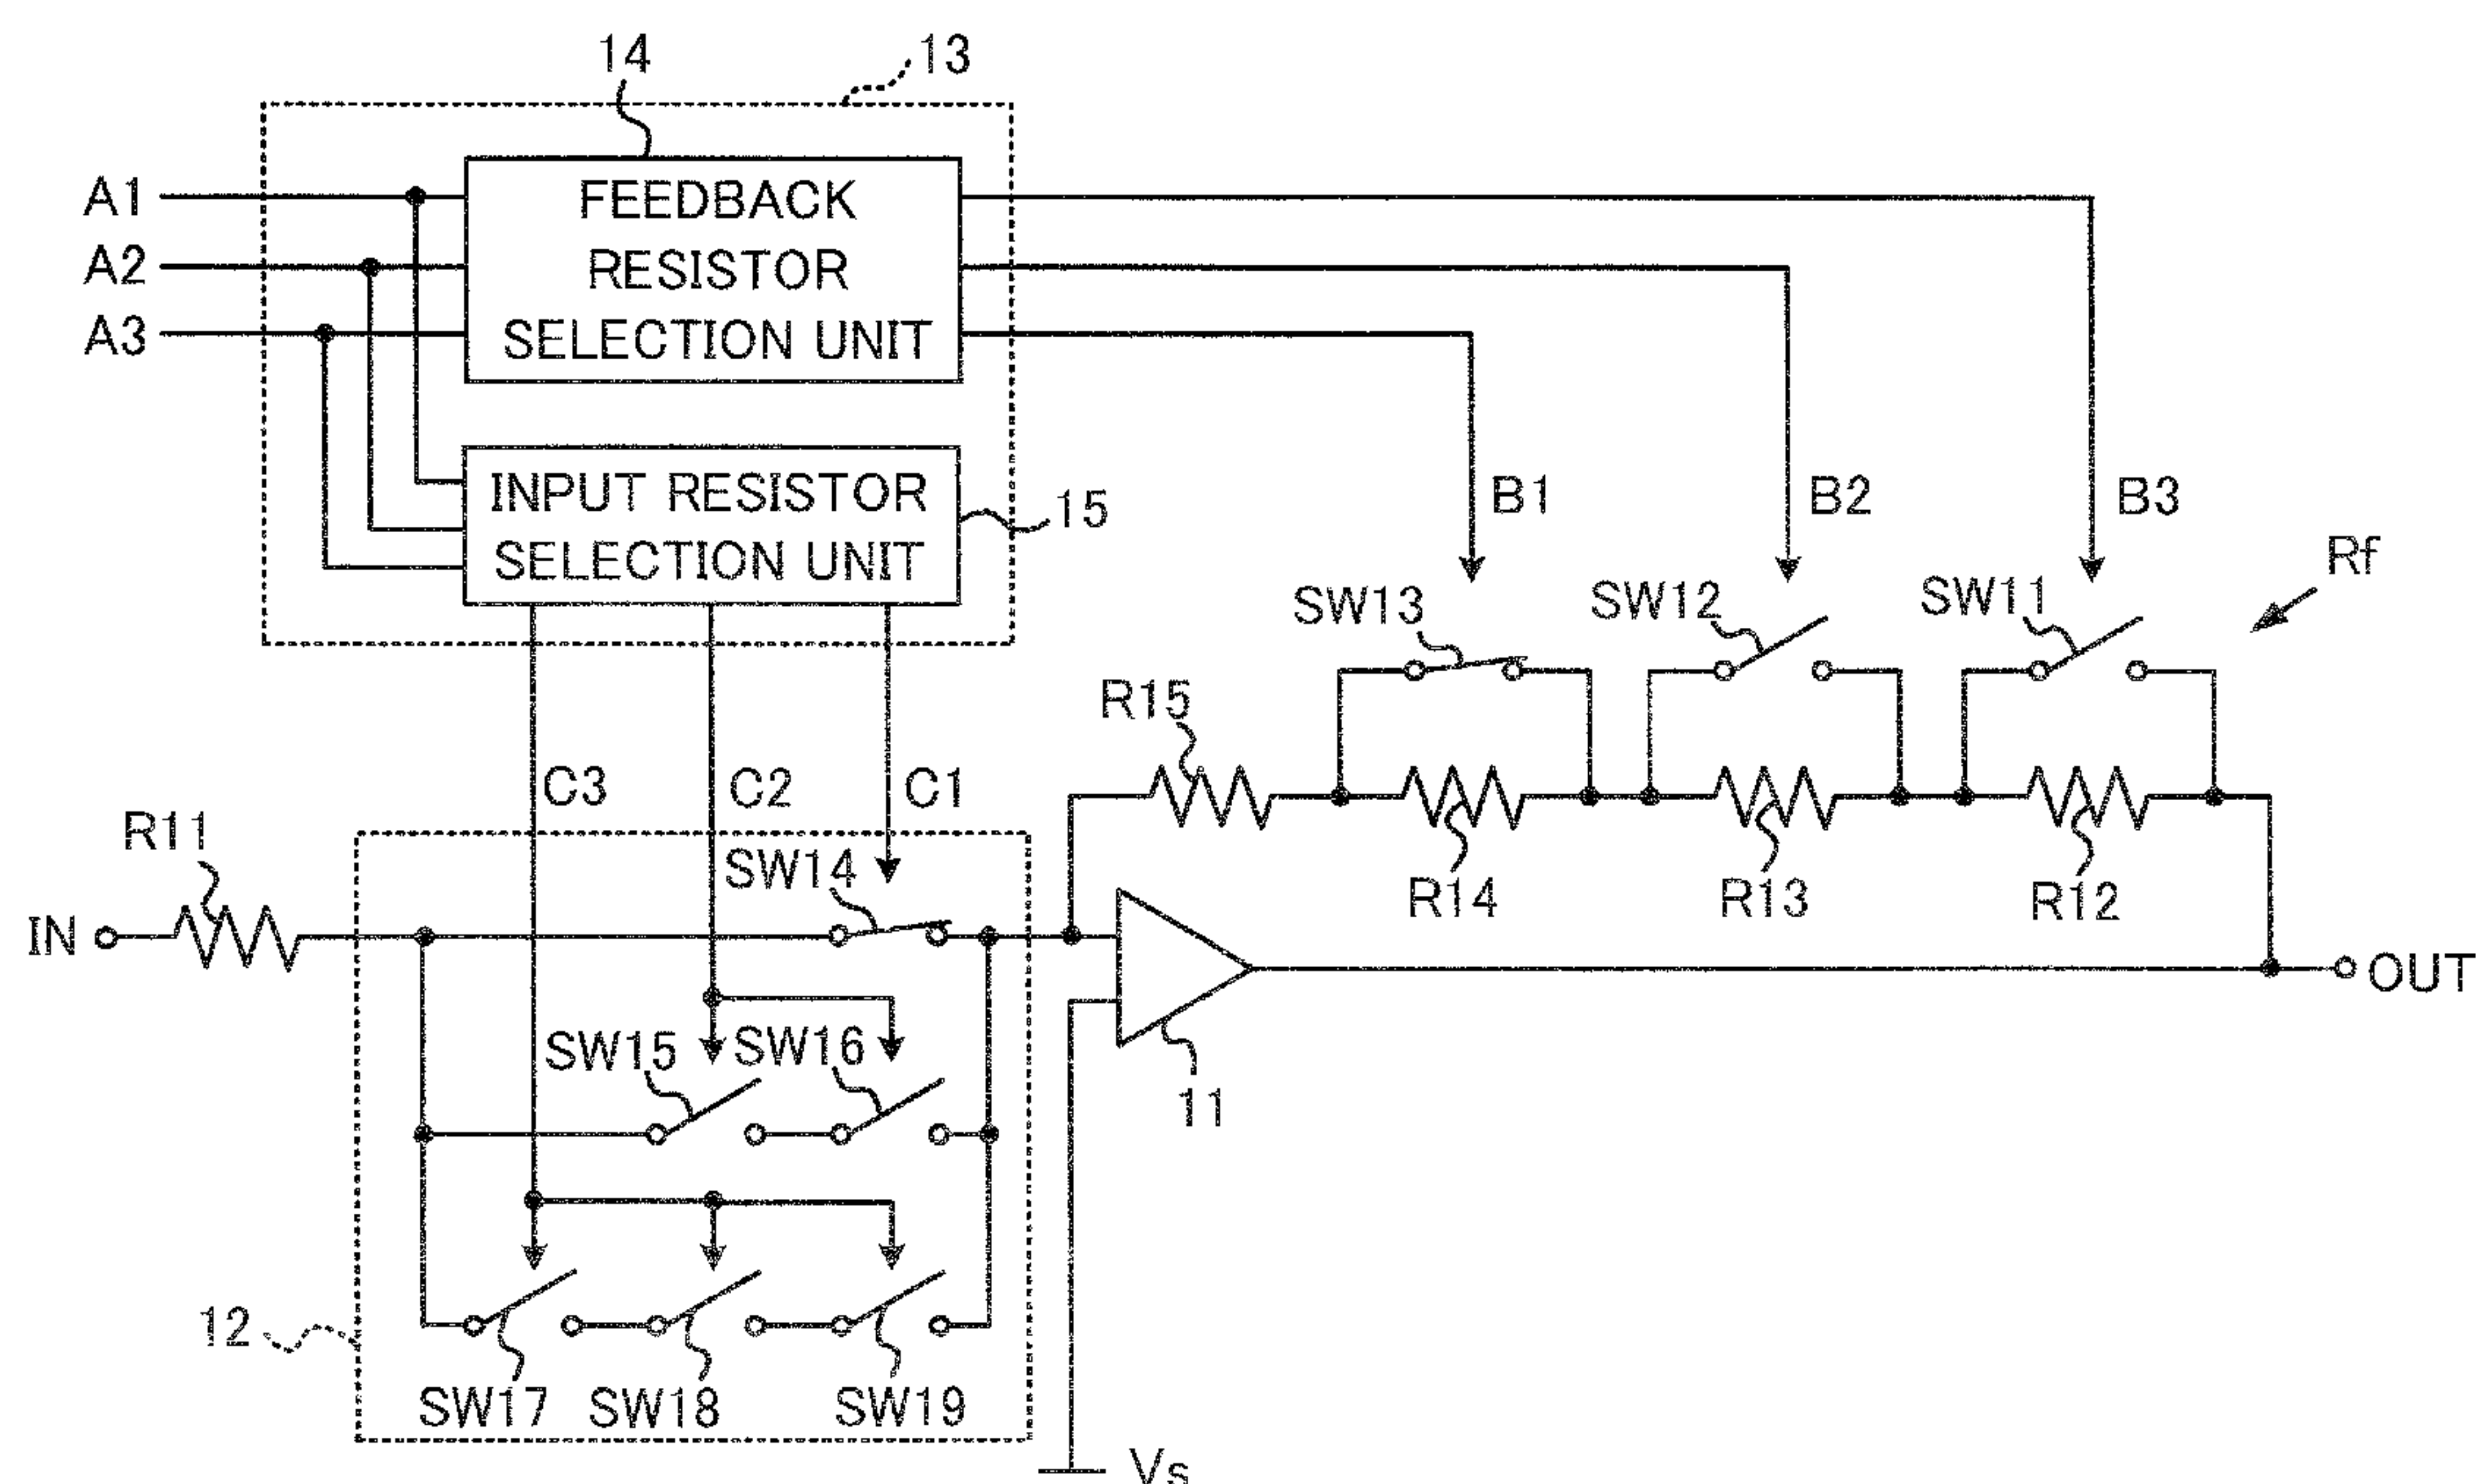 14
13
A1
A2
A3
FEEDBACK
RESISTOR
SELECTION UNIT
INPUT RESISTOR
SELECTION UNIT
15
B1
B2
B3
Rf
SW13
SW12
SW11
R15
C3
C2
C1
R11
SW14
R14
R13
R12
IN
OUT
SW15
SW16
11
12
SW17
SW18
SW19
Vs